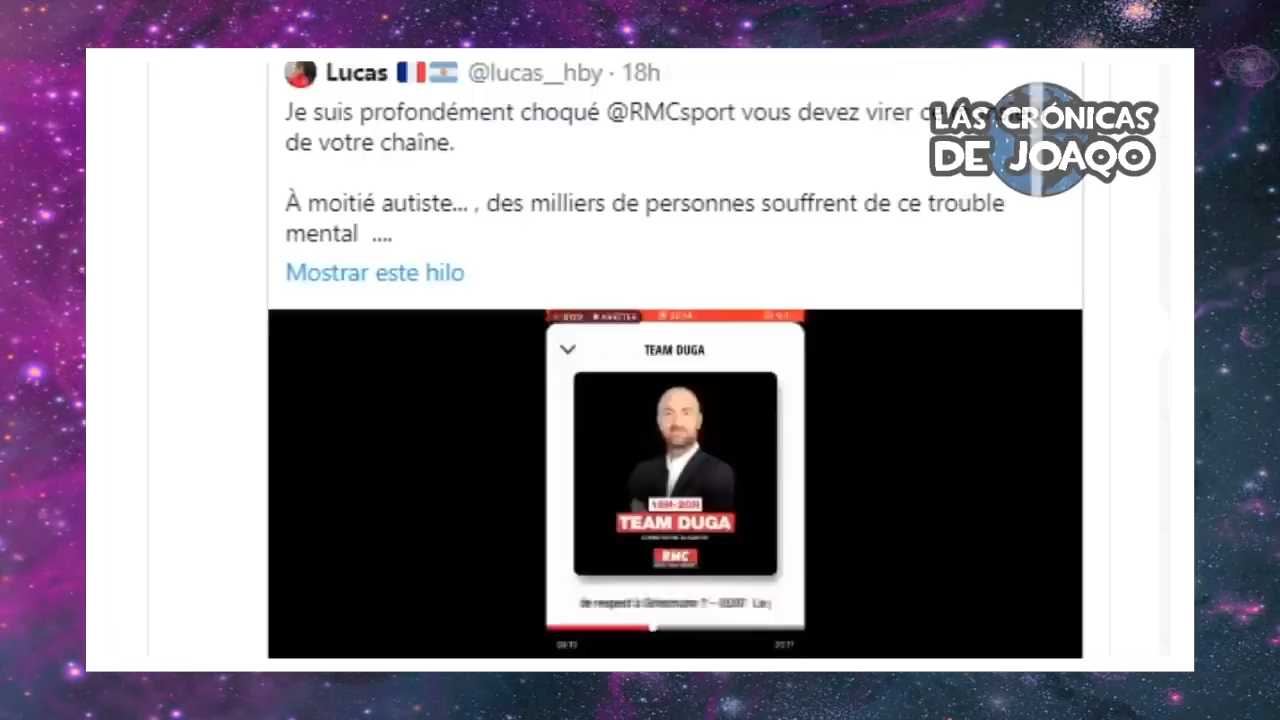 Lucas @lucas__hby · 18h
Je suis profondément choqué @RMCsport vous devez virer
de votre chaîne.
À moitié autiste... , des milliers de personnes souffrent de ce trouble
mental ....
Mostrar este hilo
LAS CRÓNICAS
DE JOAQO
TEAM DUGA
18H-20H
TEAM DUGA
RMC